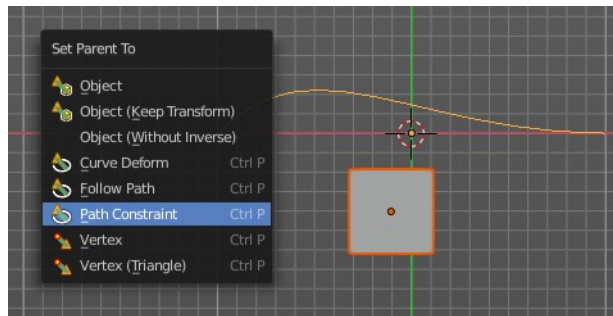 Set Parent To
Object
Object (Keep Transform)
Object (Without Inverse)
Curve Deform Ctrl P
Follow Path Ctrl P
Path Constraint Ctrl P
Vertex Ctrl P
Vertex (Triangle) Ctrl P